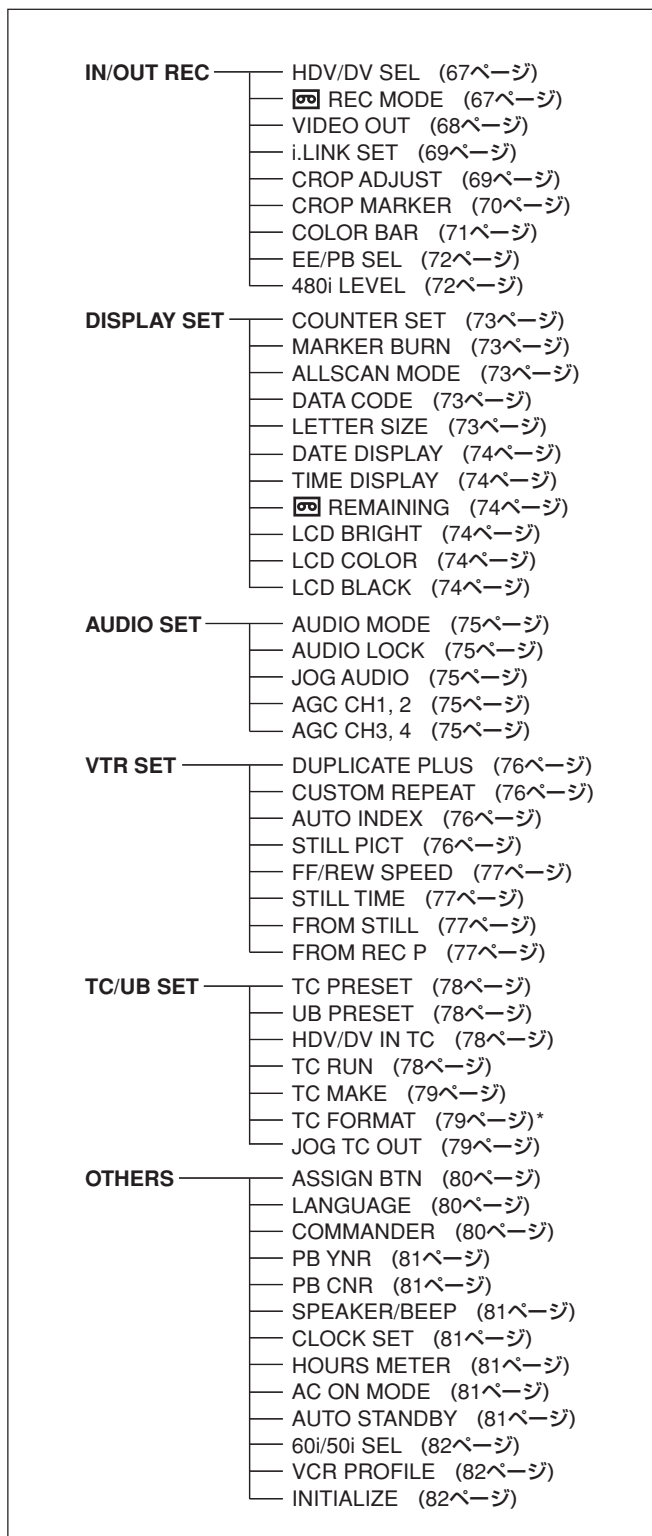 IN/OUT REC HDV/DV SEL (67ページ)
REC MODE (67ページ)
VIDEO OUT (68ページ)
i.LINK SET (69ページ)
CROP ADJUST (69ページ)
CROP MARKER (70ページ)
COLOR BAR (71ページ)
EE/PB SEL (72ページ)
480i LEVEL (72ページ)
DISPLAY SET COUNTER SET (73ページ)
MARKER BURN (73ページ)
ALLSCAN MODE (73ページ)
DATA CODE (73ページ)
LETTER SIZE (73ページ)
DATE DISPLAY (74ページ)
TIME DISPLAY (74ページ)
REMAINING (74ページ)
LCD BRIGHT (74ページ)
LCD COLOR (74ページ)
LCD BLACK (74ページ)
AUDIO SET AUDIO MODE (75ページ)
AUDIO LOCK (75ページ)
JOG AUDIO (75ページ)
AGC CH1, 2 (75ページ)
AGC CH3, 4 (75ページ)
VTR SET DUPLICATE PLUS (76ページ)
CUSTOM REPEAT (76ページ)
AUTO INDEX (76ページ)
STILL PICT (76ページ)
FF/REW SPEED (77ページ)
STILL TIME (77ページ)
FROM STILL (77ページ)
FROM REC P (77ページ)
TC/UB SET TC PRESET (78ページ)
UB PRESET (78ページ)
HDV/DV IN TC (78ページ)
TC RUN (78ページ)
TC MAKE (79ページ)
TC FORMAT (79ページ)*
JOG TC OUT (79ページ)
OTHERS ASSIGN BTN (80ページ)
LANGUAGE (80ページ)
COMMANDER (80ページ)
PB YNR (81ページ)
PB CNR (81ページ)
SPEAKER/BEEP (81ページ)
CLOCK SET (81ページ)
HOURS METER (81ページ)
AC ON MODE (81ページ)
AUTO STANDBY (81ページ)
60i/50i SEL (82ページ)
VCR PROFILE (82ページ)
INITIALIZE (82ページ)